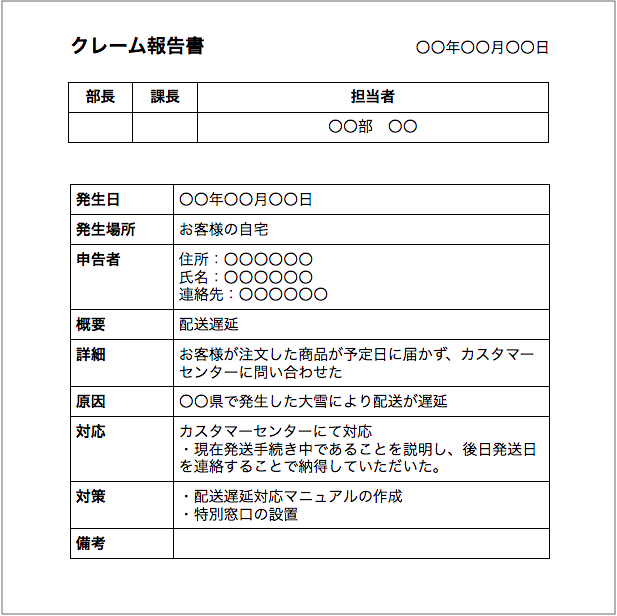 クレーム報告書
〇〇年〇〇月〇〇日
部長 課長 担当者
〇〇部　〇〇
発生日 〇〇年〇〇月〇〇日
発生場所 お客様の自宅
申告者 住所：〇〇〇〇〇〇
氏名：〇〇〇〇〇〇
連絡先：〇〇〇〇〇〇
概要 配送遅延
詳細 お客様が注文した商品が予定日に届かず、カスタマー
センターに問い合わせた
原因 〇〇県で発生した大雪により配送が遅延
対応 カスタマーセンターにて対応
・現在発送手続き中であることを説明し、後日発送日
を連絡することで納得していただいた。
対策 ・配送遅延対応マニュアルの作成
・特別窓口の設置
備考